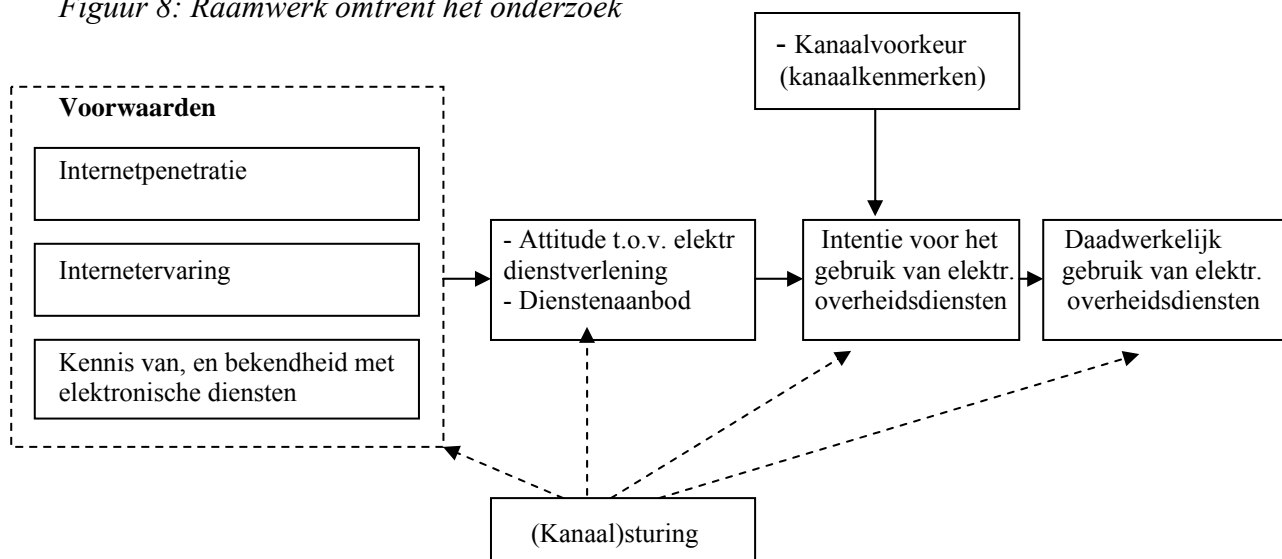 Figuur 8: Raamwerk omtrent het onderzoek
- Kanaalvoorkeur
(kanaalkenmerken)
Voorwaarden
Internetpenetratie
Internetervaring
Kennis van, en bekendheid met
elektronische diensten
- Attitude t.o.v. elektr
dienstverlening
- Dienstenaanbod
Intentie voor het
gebruik van elektr.
overheidsdiensten
Daadwerkelijk
gebruik van elektr.
overheidsdiensten
(Kanaal)sturing